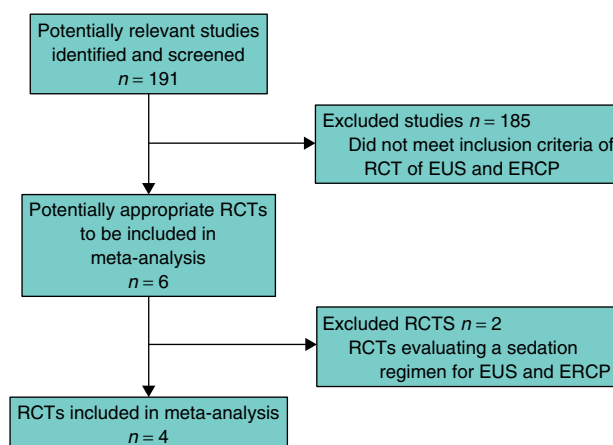 Potentially relevant studies
identified and screened
n = 191
Excluded studies n = 185
Did not meet inclusion criteria of
RCT of EUS and ERCP
Potentially appropriate RCTs
to be included in
meta-analysis
n = 6
Excluded RCTS n = 2
RCTs evaluating a sedation
regimen for EUS and ERCP
RCTs included in meta-analysis
n = 4